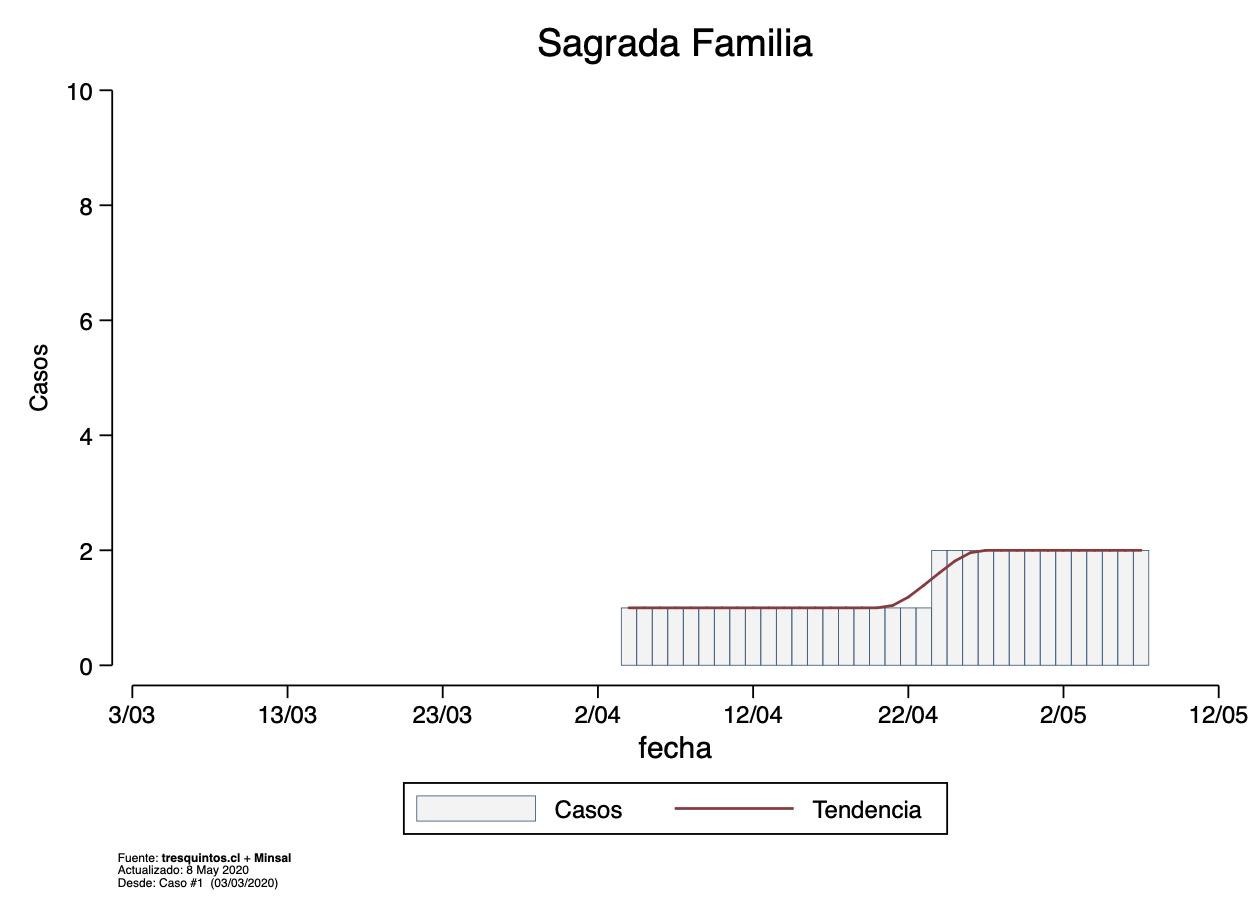 Sagrada Familia
10
8
6
4
2
0
Casos
3/03 13/03 23/03 2/04 12/04 22/04 2/05 12/05
fecha
Casos Tendencia
Fuente: tresquintos.cl + Minsal
Actualizado: 8 May 2020
Desde: Caso #1 (03/03/2020)